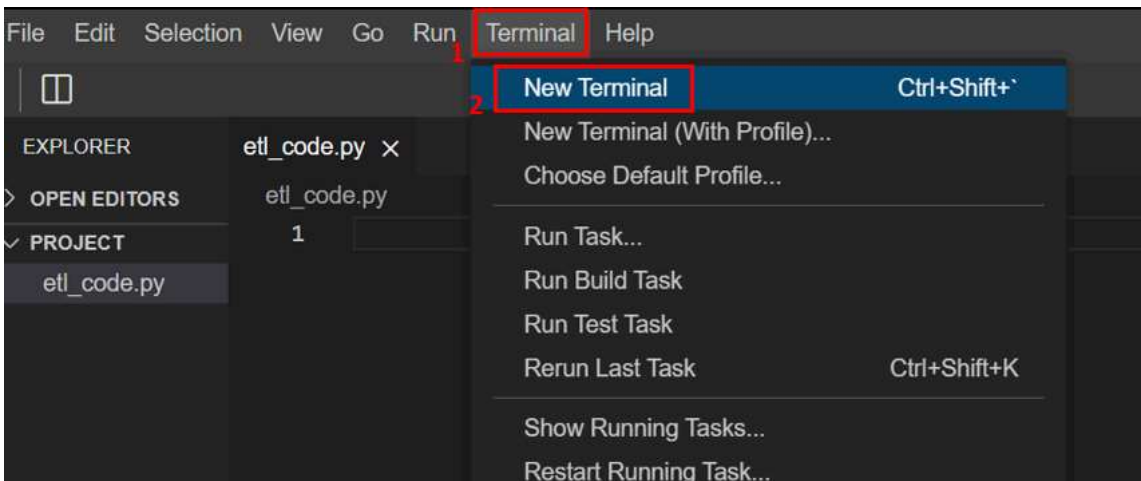 File Edit Selection View Go Run Terminal Help
1
New Terminal Ctrl+Shift+`
2
EXPLORER etl_code.py ×
New Terminal (With Profile)...
Choose Default Profile...
> OPEN EDITORS etl_code.py
PROJECT 1
Run Task...
etl_code.py
Run Build Task
Run Test Task
Rerun Last Task Ctrl+Shift+K
Show Running Tasks...
Restart Running Task...